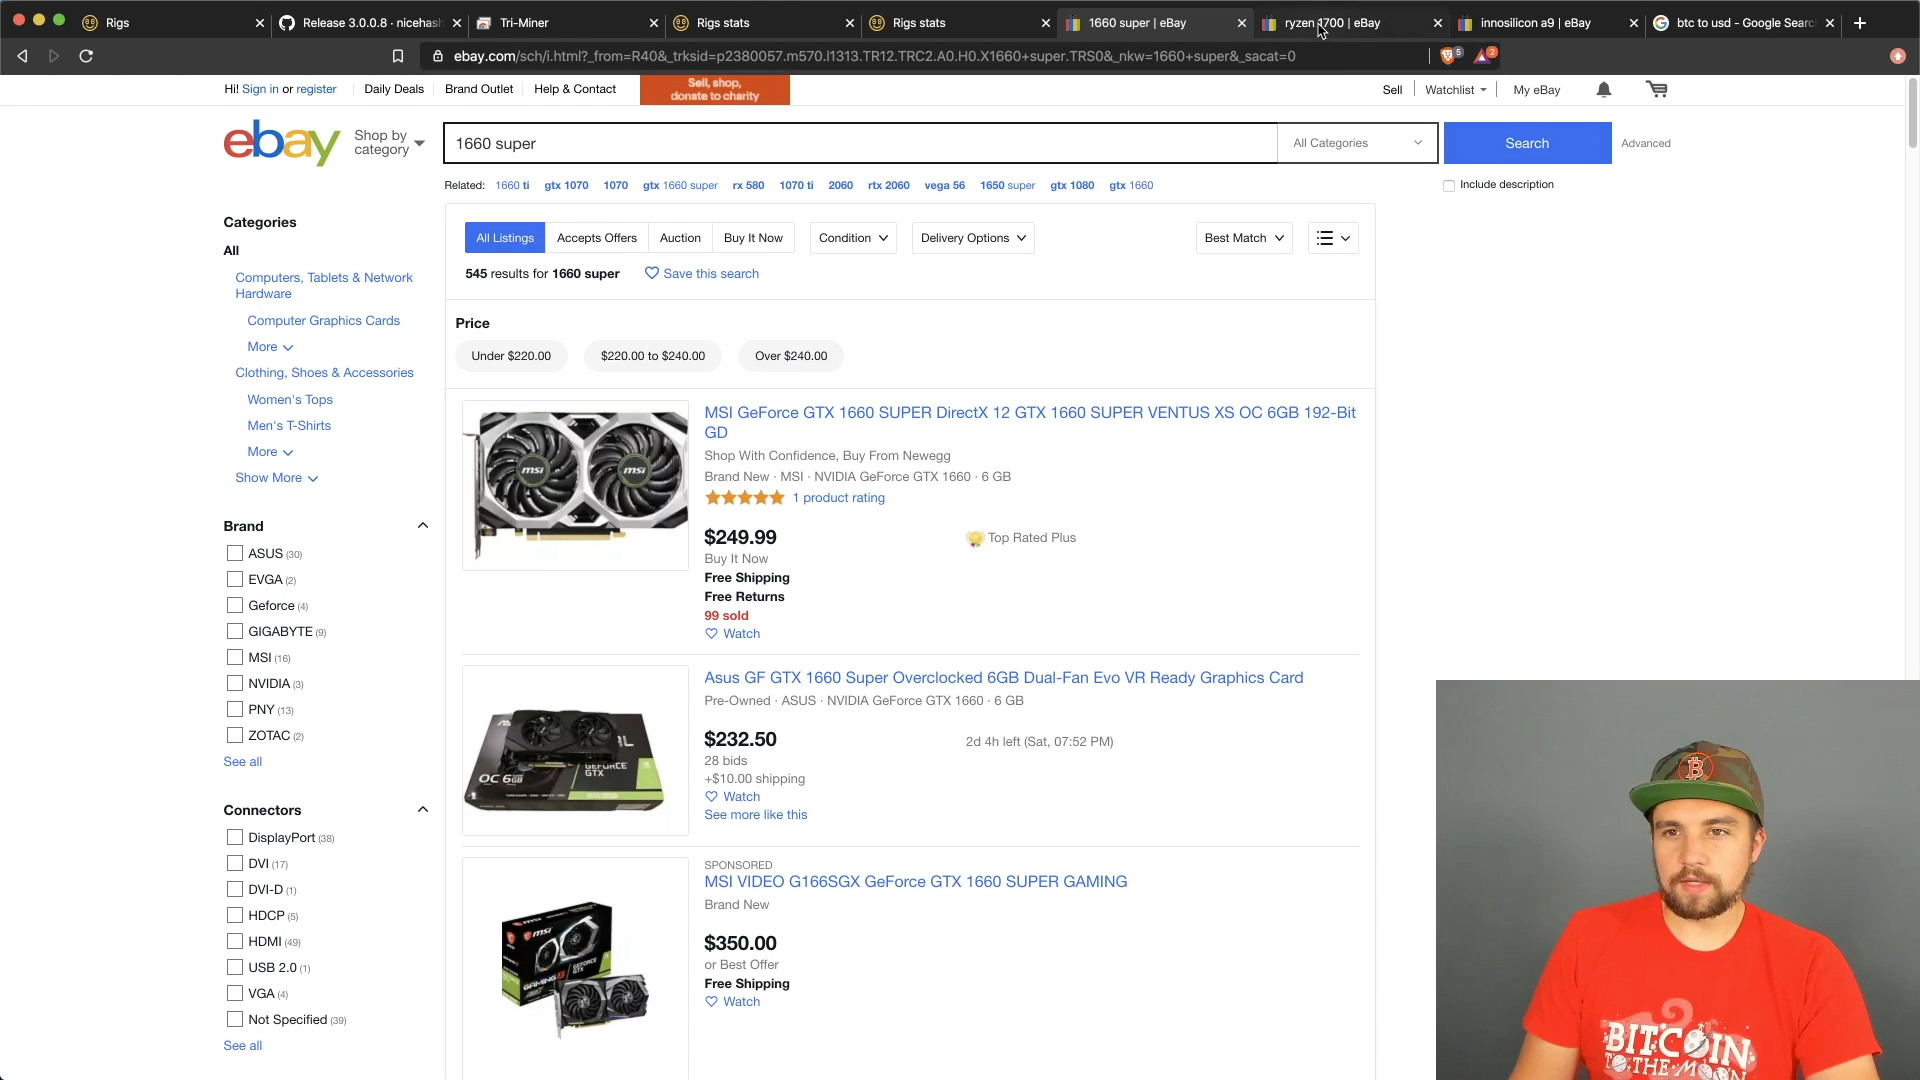 Rigs
Release 3.0.0.8 · nicehash
Tri-Miner
Rigs stats
Rigs stats
1660 super | eBay
ryzen 1700 | eBay
innosilicon a9 | eBay
btc to usd - Google Search
ebay.com/sch/i.html?_from=R40&_trksid=p2380057.m570.l1313.TR12.TRC2.A0.H0.X1660+super.TRS0&_nkw=1660+super&_sacat=0
5
2
Hi! Sign in or register
Daily Deals
Brand Outlet
Help & Contact
Sell, shop,
donate to charity
Sell
Watchlist
My eBay
ebay
Shop by
category
1660 super
All Categories
Search
Advanced
Related: 1660 ti gtx 1070 1070 gtx 1660 super rx 580 1070 ti 2060 rtx 2060 vega 56 1650 super gtx 1080 gtx 1660
Include description
Categories
All
Computers, Tablets & Network
Hardware
Computer Graphics Cards
More
Clothing, Shoes & Accessories
Women's Tops
Men's T-Shirts
More
Show More
Brand
ASUS (30)
EVGA (2)
Geforce (4)
GIGABYTE (9)
MSI (16)
NVIDIA (3)
PNY (13)
ZOTAC (2)
See all
Connectors
DisplayPort (38)
DVI (17)
DVI-D (1)
HDCP (5)
HDMI (49)
USB 2.0 (1)
VGA (4)
Not Specified (39)
See all
All Listings
Accepts Offers
Auction
Buy It Now
Condition
Delivery Options
Best Match
545 results for 1660 super
Save this search
Price
Under $220.00
$220.00 to $240.00
Over $240.00
msi
msi
MSI GeForce GTX 1660 SUPER DirectX 12 GTX 1660 SUPER VENTUS XS OC 6GB 192-Bit
GD
Shop With Confidence, Buy From Newegg
Brand New · MSI · NVIDIA GeForce GTX 1660 · 6 GB
1 product rating
$249.99
Top Rated Plus
Buy It Now
Free Shipping
Free Returns
99 sold
Watch
OC 6GB
GEFORCE
GTX
Asus GF GTX 1660 Super Overclocked 6GB Dual-Fan Evo VR Ready Graphics Card
Pre-Owned · ASUS · NVIDIA GeForce GTX 1660 · 6 GB
$232.50
2d 4h left (Sat, 07:52 PM)
28 bids
+$10.00 shipping
Watch
See more like this
msi
GAMING X
SPONSORED
MSI VIDEO G166SGX GeForce GTX 1660 SUPER GAMING
Brand New
$350.00
or Best Offer
Free Shipping
Watch
BITCOIN
TO THE MOON